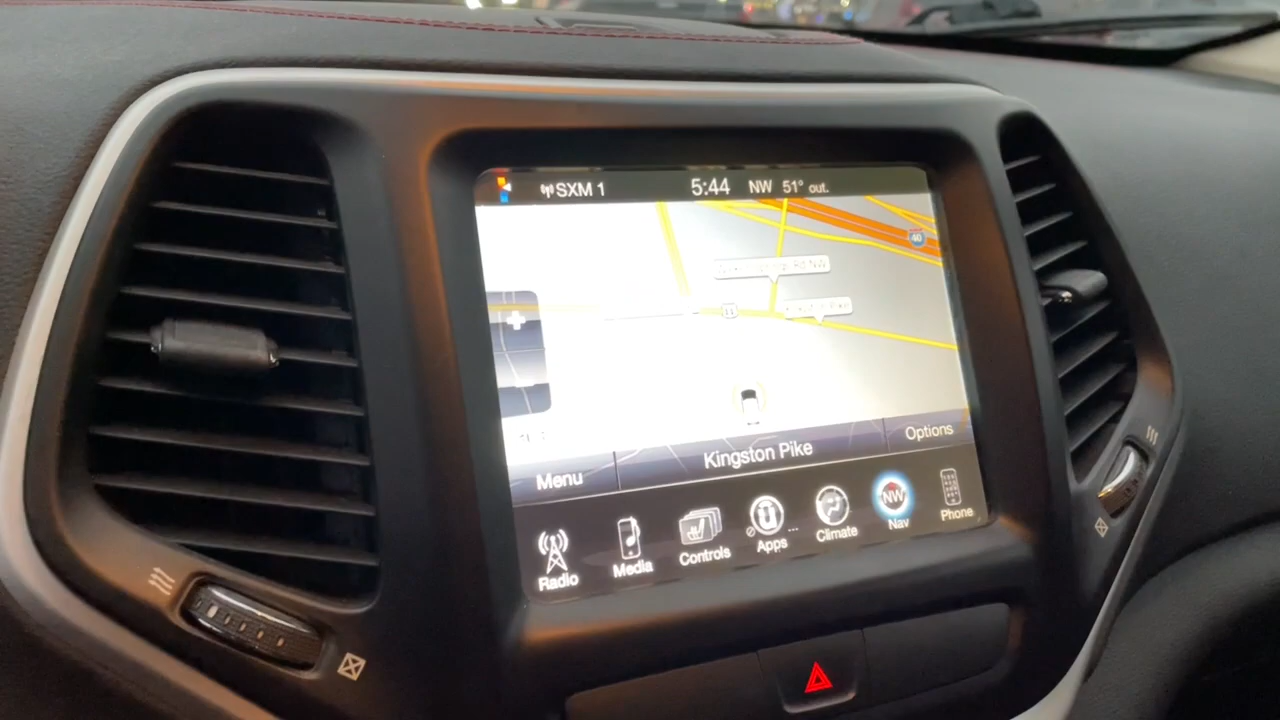 SXM 1 5:44 NW 51° out.
40
11
Kingston Pike
Options
Menu
Radio
Media
Controls
Apps ...
Climate
NW
Nav
Phone